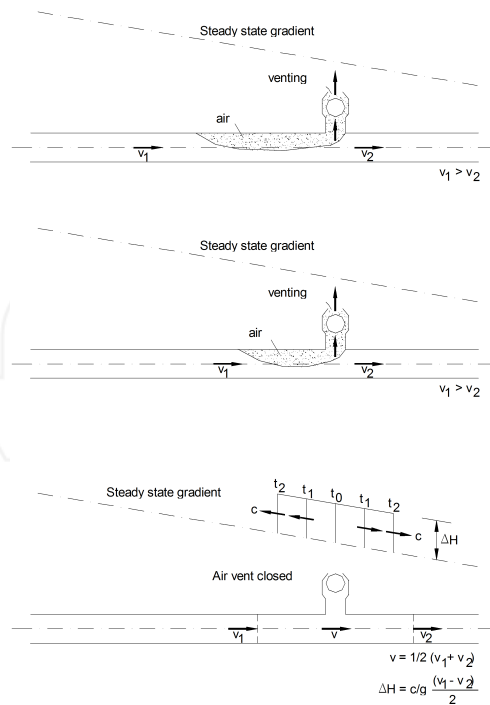 Steady state gradient
venting
air
v1 v2
v1 > v2
Steady state gradient
venting
air
v1 v2
v1 > v2
t2 t1 t0 t1 t2
Steady state gradient
c c ΔH
Air vent closed
v1 v v2
v = 1/2 (v1+ v2)
ΔH = c/g (v1 - v2)
2